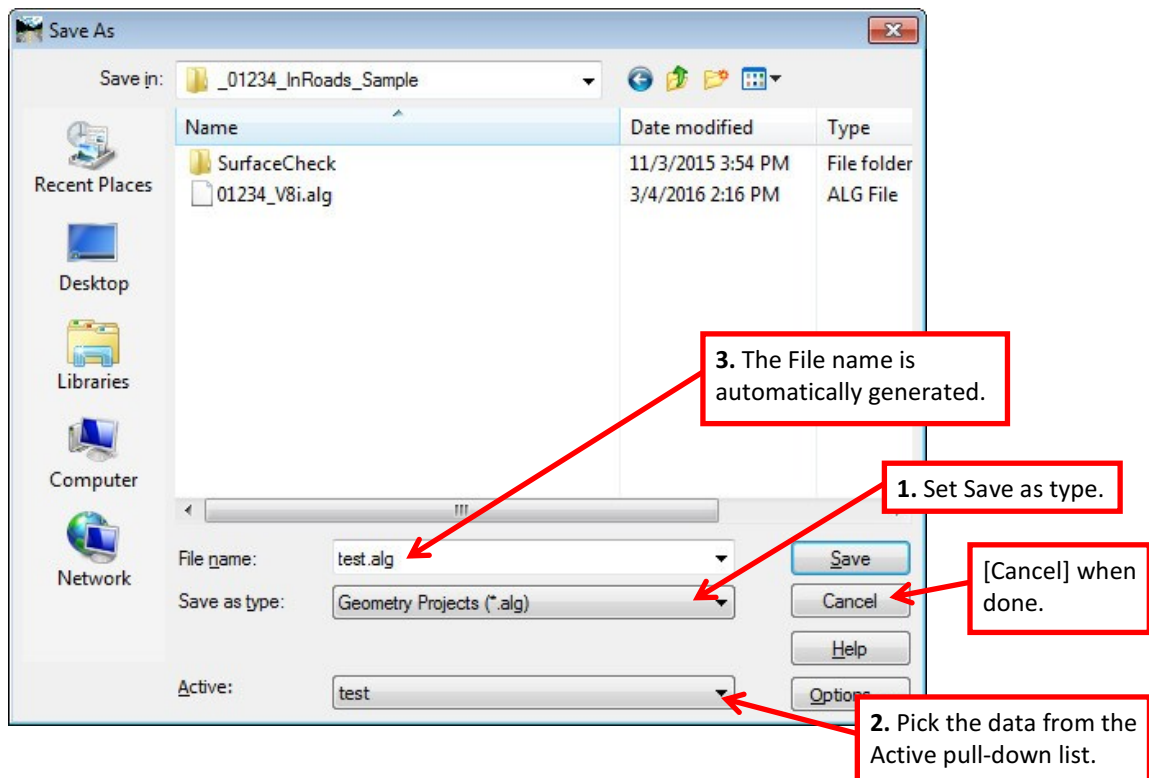 Save As
Save in: _01234_InRoads_Sample
Name Date modified Type
SurfaceCheck 11/3/2015 3:54 PM File folder
01234_V8i.alg 3/4/2016 2:16 PM ALG File
Recent Places
Desktop
Libraries
Computer
Network
3. The File name is
automatically generated.
1. Set Save as type.
File name: test.alg Save
[Cancel] when
done.
Save as type: Geometry Projects (*.alg) Cancel
Help
Active: test Options...
2. Pick the data from the
Active pull-down list.